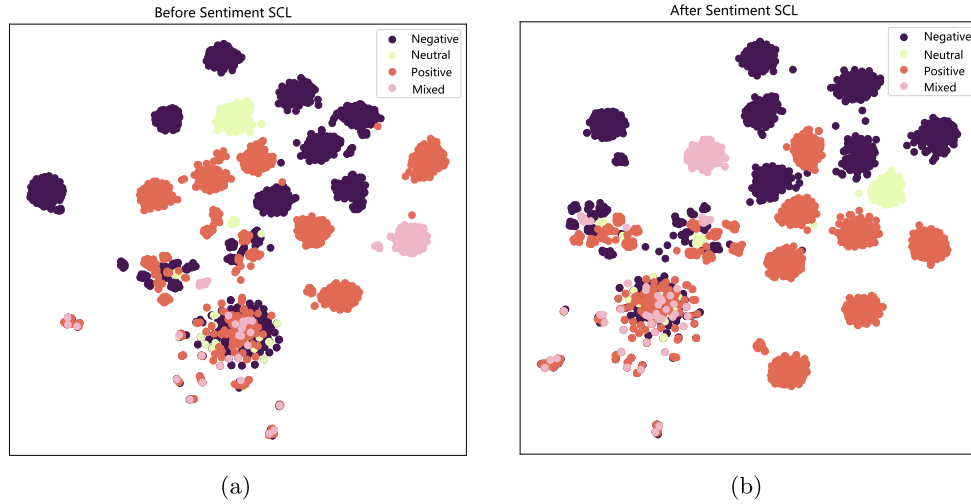 Before Sentiment SCL
Negative
Neutral
Positive
Mixed
(a)
After Sentiment SCL
Negative
Neutral
Positive
Mixed
(b)